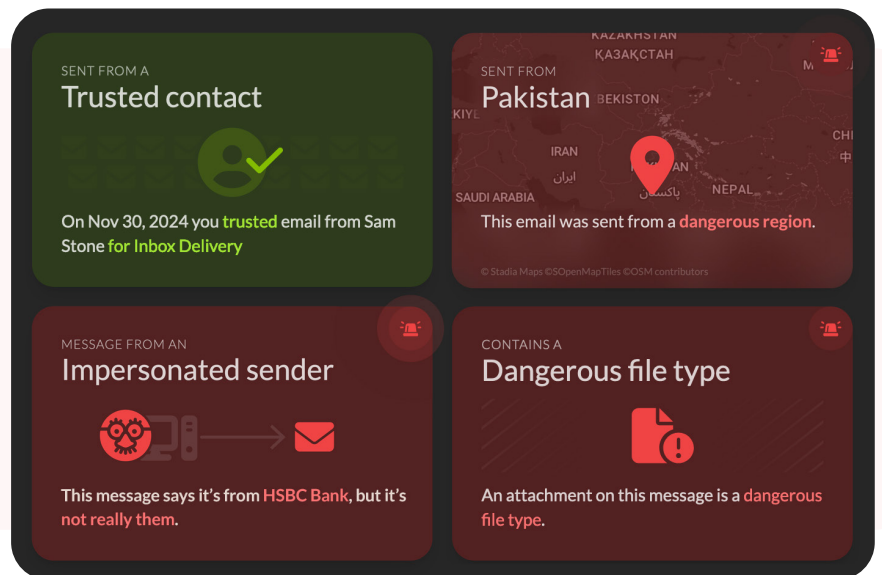 SENT FROM A
Trusted contact
On Nov 30, 2024 you trusted email from Sam
Stone for Inbox Delivery
KAZAKHSTAN
ҚАЗАҚСТАН
SENT FROM
Pakistan
BEKISTON
KIYL
IRAN
ایران
AN
پاکستان
CHI
中
SAUDI ARABIA
NEPAL
This email was sent from a dangerous region.
© Stadia Maps ©SOpenMapTiles ©OSM contributors
MESSAGE FROM AN
Impersonated sender
This message says it’s from HSBC Bank, but it’s
not really them.
CONTAINS A
Dangerous file type
An attachment on this message is a dangerous
file type.